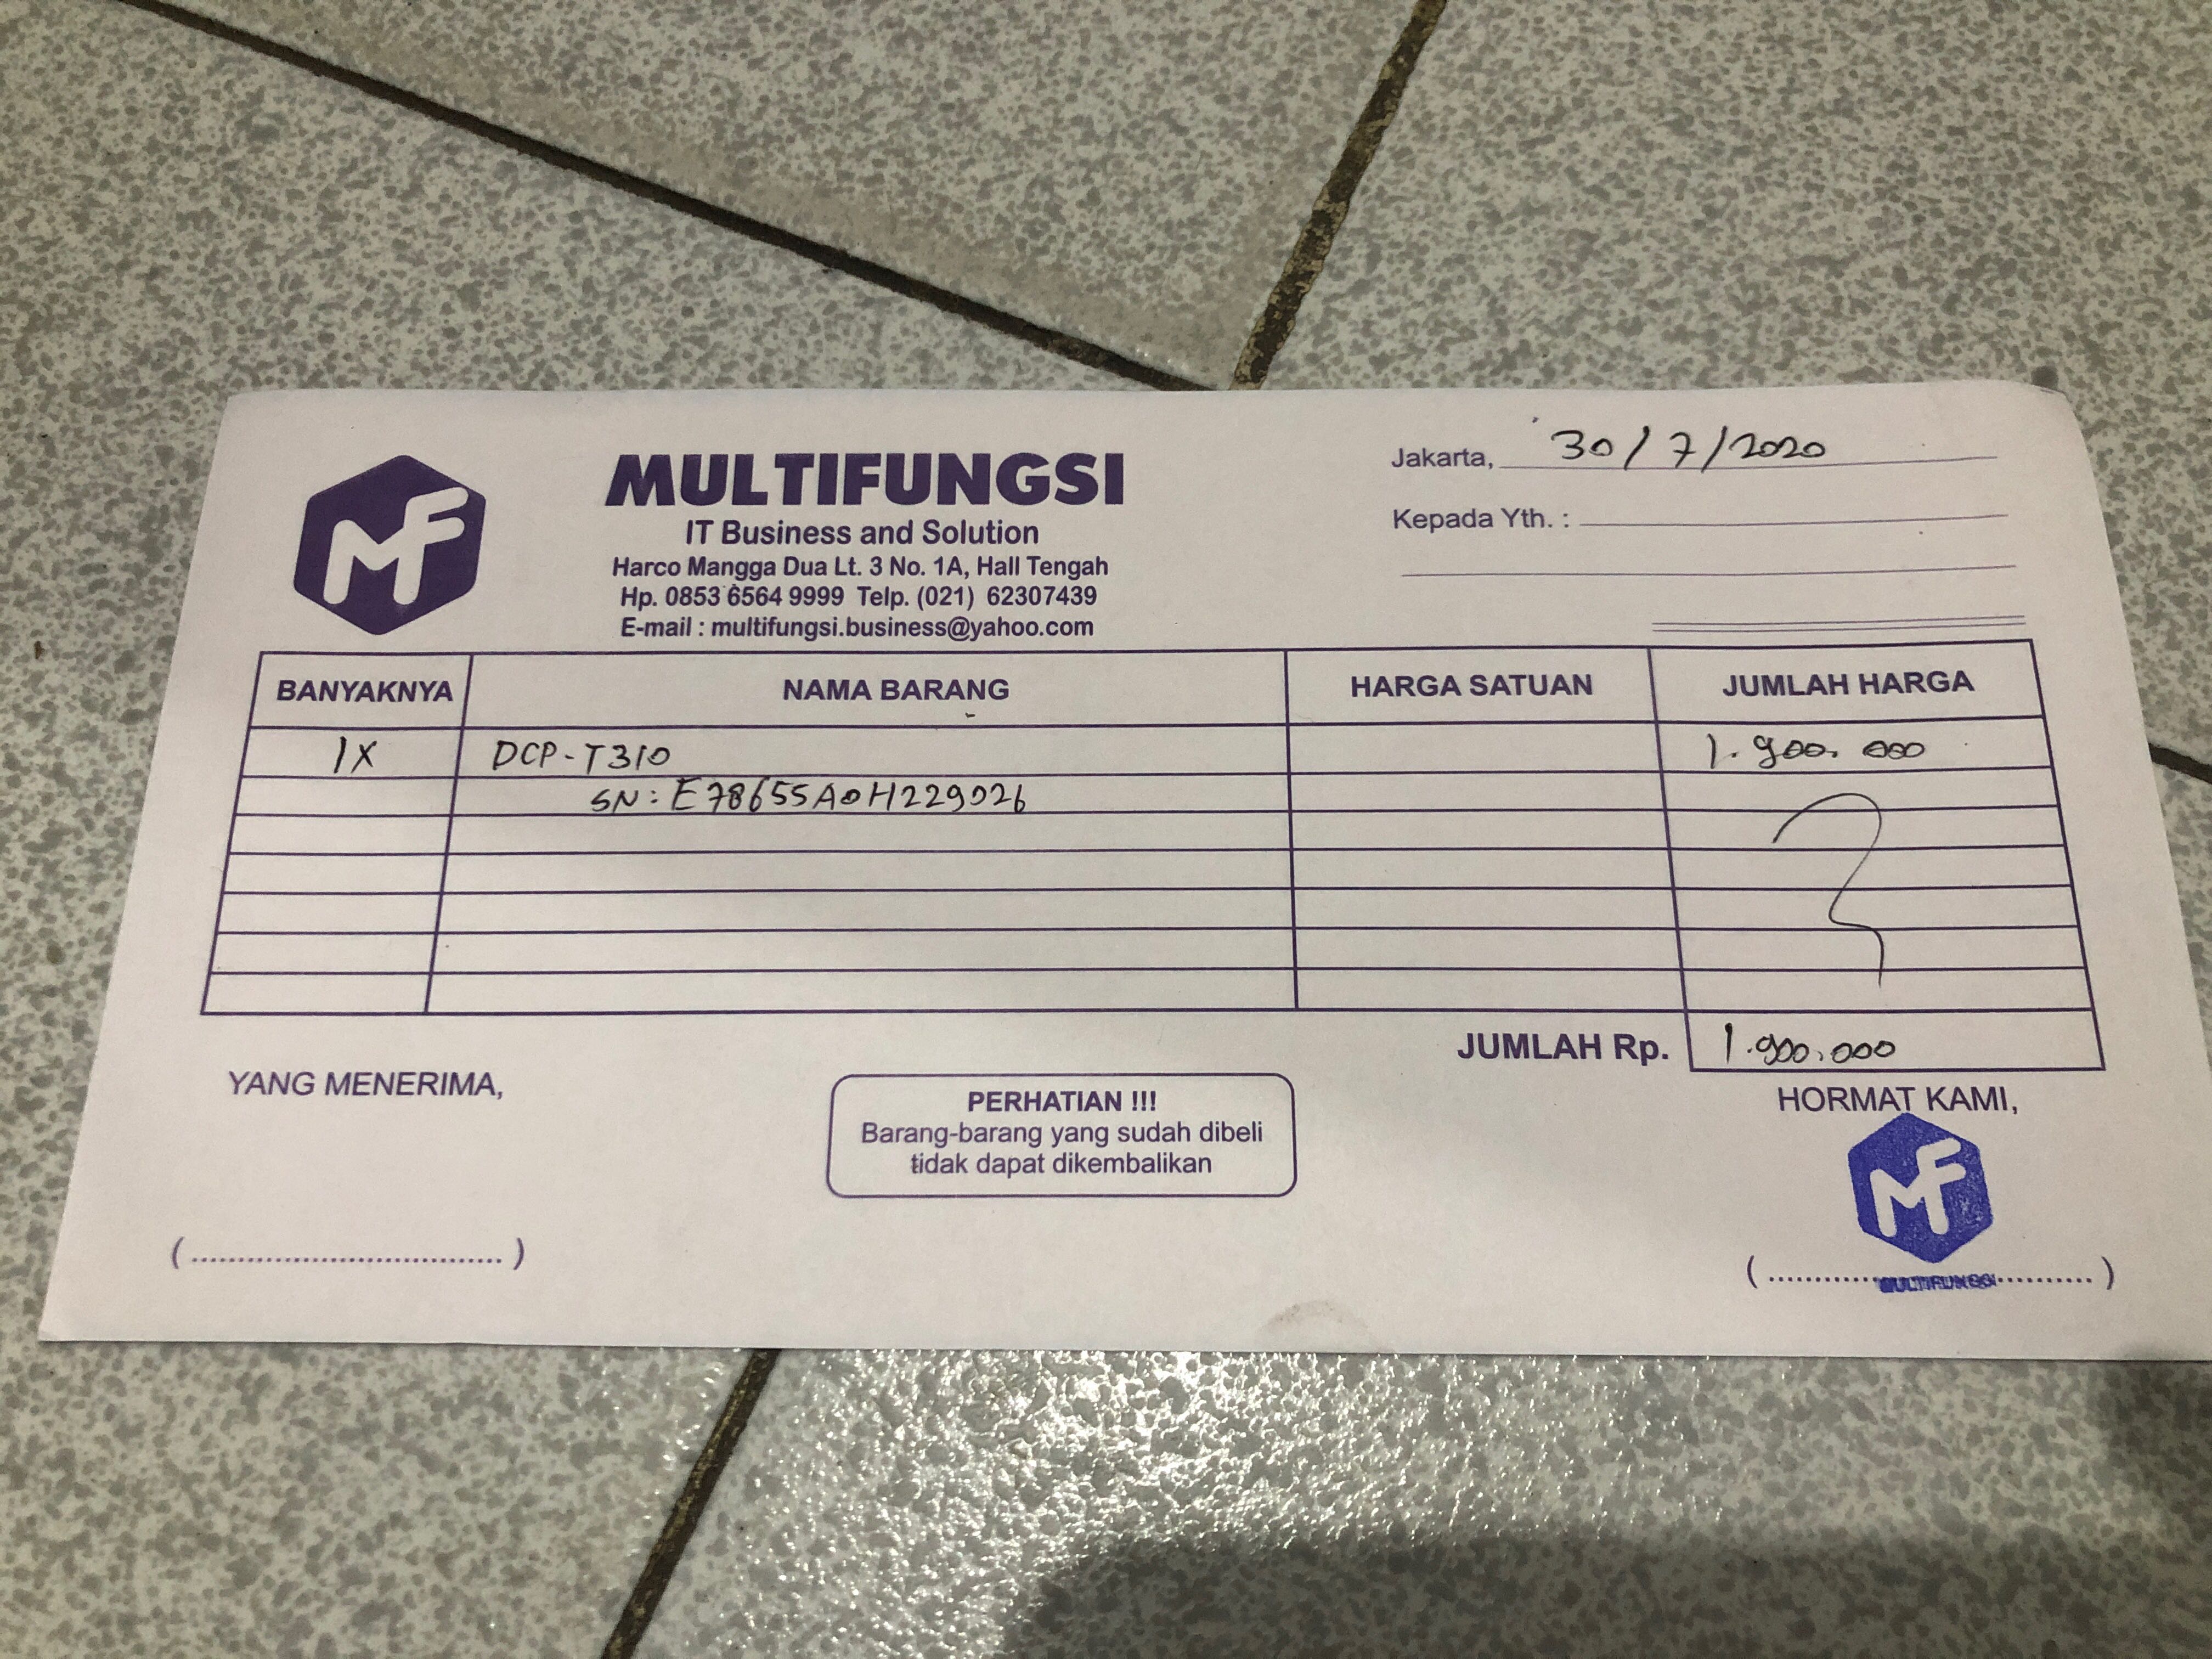 MF
MULTIFUNGSI
IT Business and Solution
Harco Mangga Dua Lt. 3 No. 1A, Hall Tengah
Hp. 0853 6564 9999 Telp. (021) 62307439
E-mail : multifungsi.business@yahoo.com
Jakarta, 30/7/2020
Kepada Yth. :
BANYAKNYA NAMA BARANG HARGA SATUAN JUMLAH HARGA
1X DCP-T310 1.900.000
SN: E78655A0H229026
JUMLAH Rp. 1.900.000
YANG MENERIMA,
PERHATIAN !!!
Barang-barang yang sudah dibeli
tidak dapat dikembalikan
HORMAT KAMI,
MF
(................................)
(................................)
MULTIFUNGSI